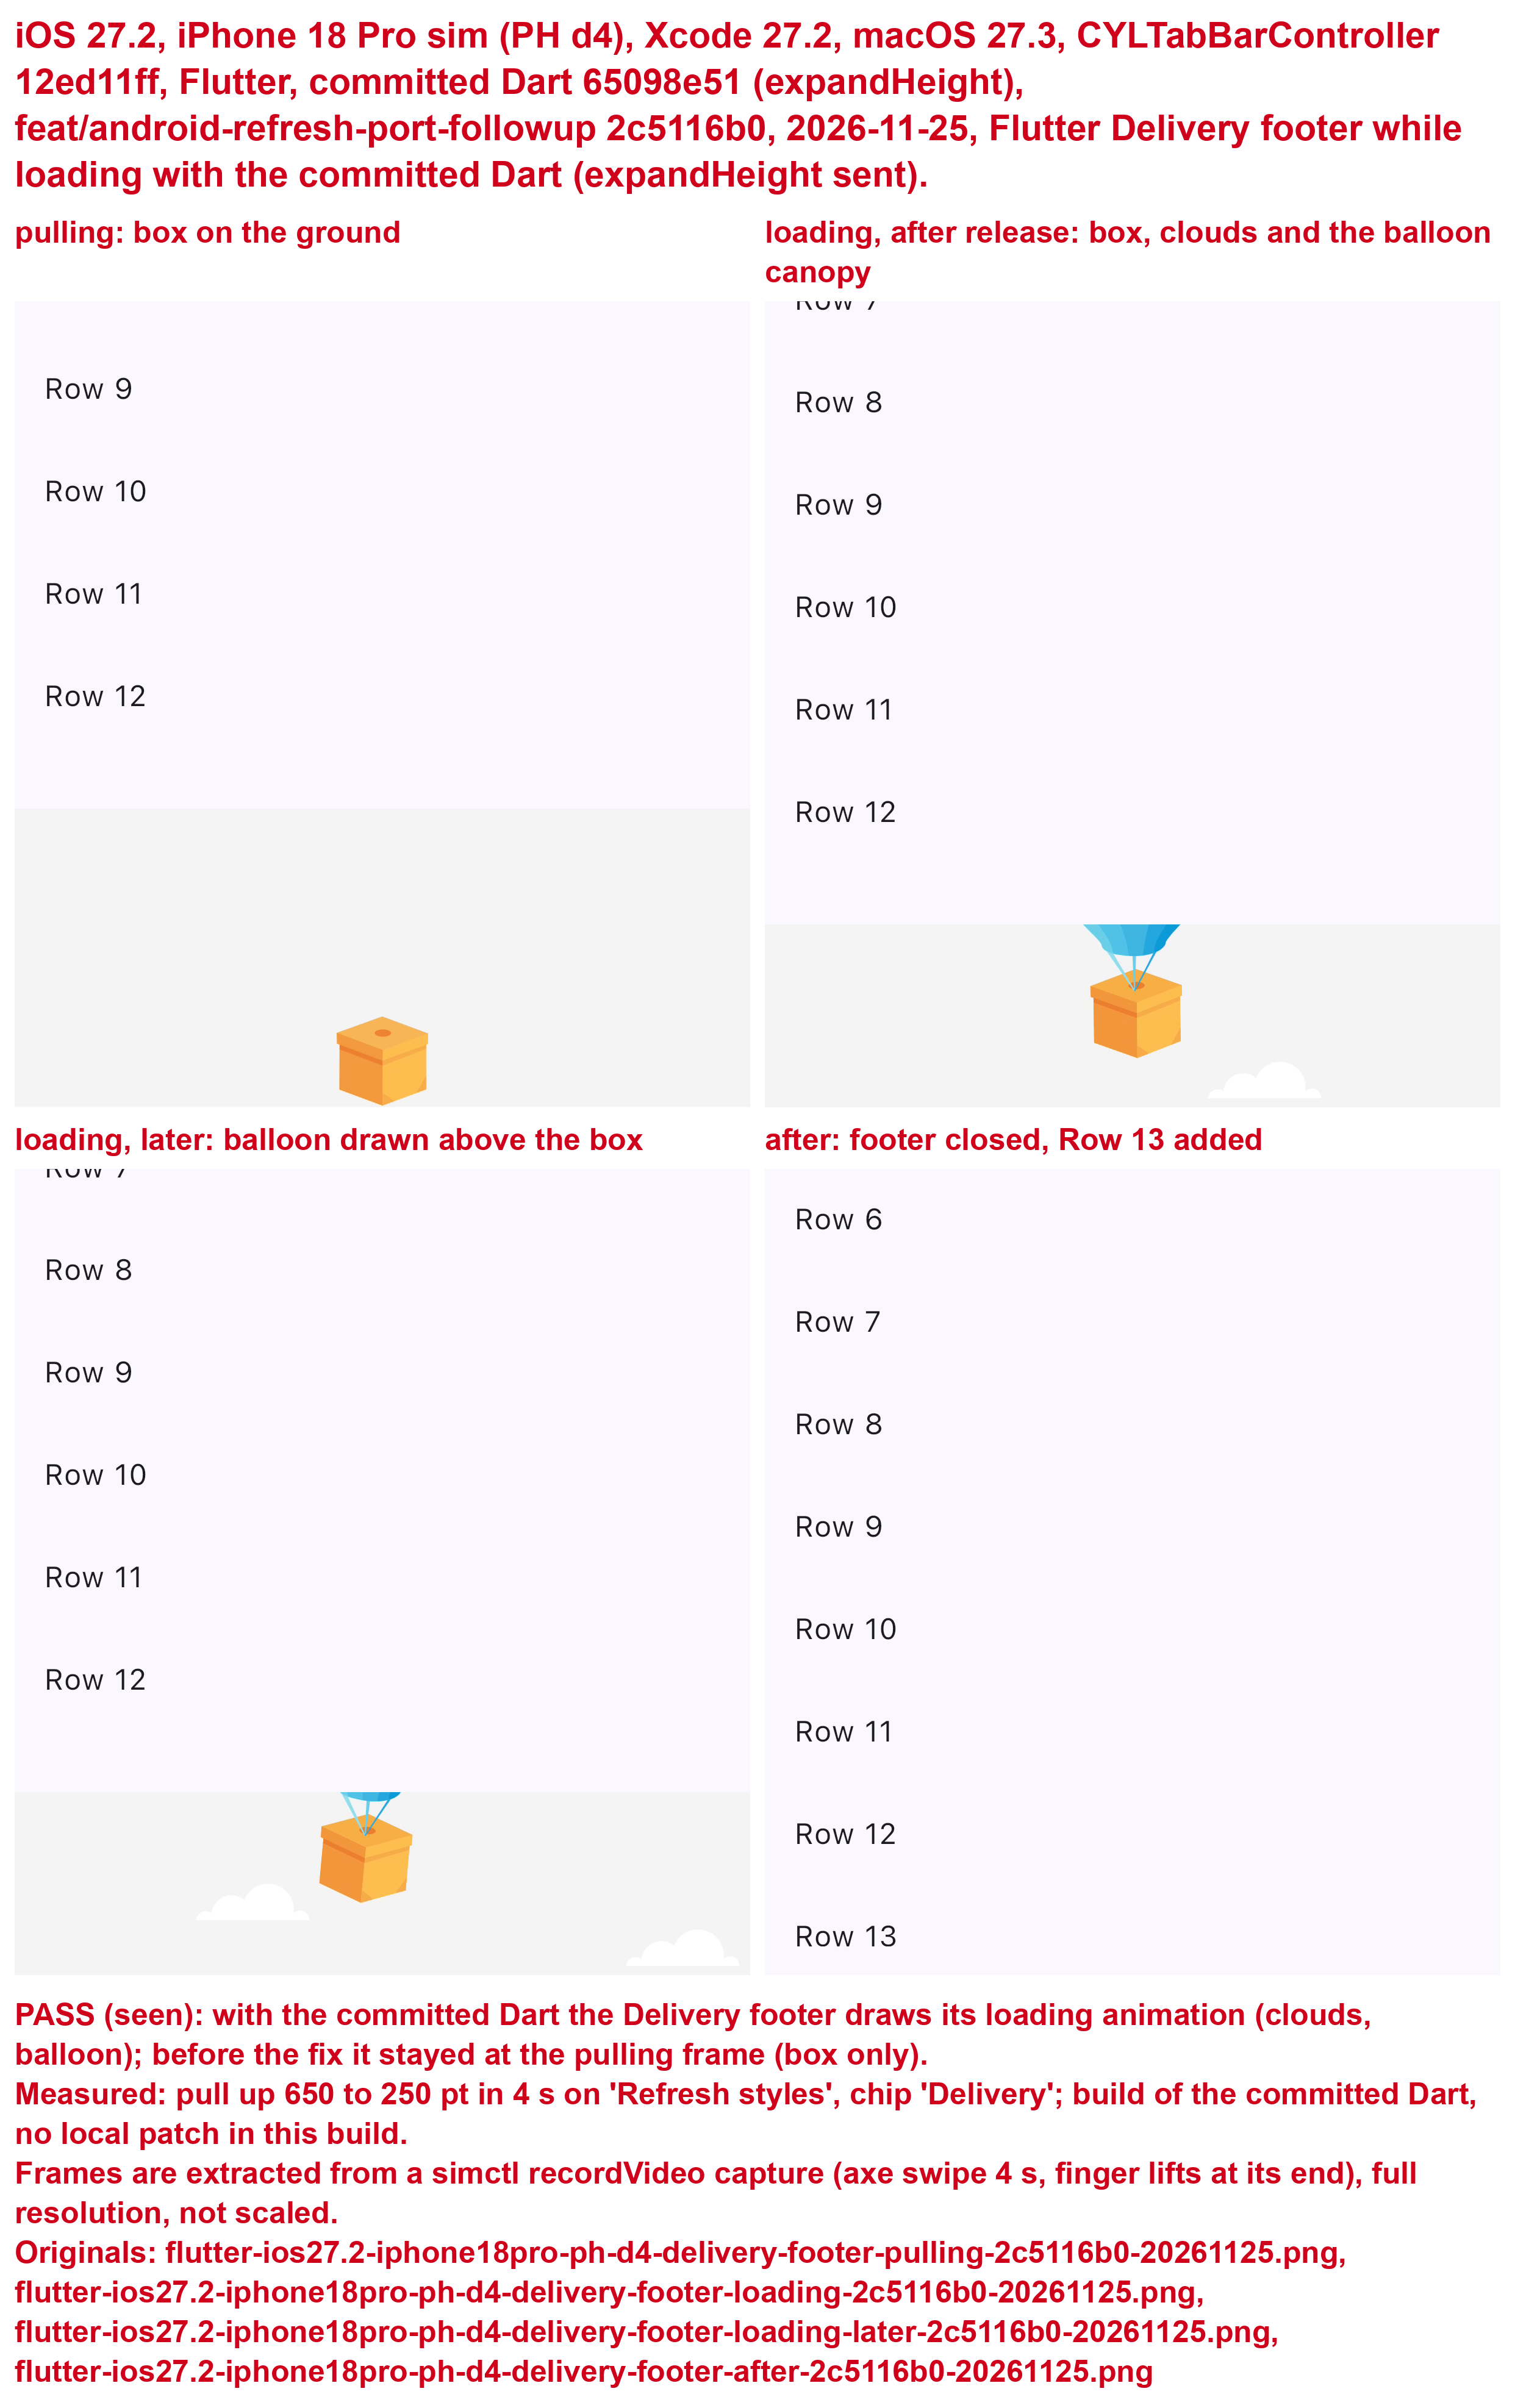 iOS 27.2, iPhone 18 Pro sim (PH d4), Xcode 27.2, macOS 27.3, CYLTabBarController
12ed11ff, Flutter, committed Dart 65098e51 (expandHeight),
feat/android-refresh-port-followup 2c5116b0, 2026-11-25, Flutter Delivery footer while
loading with the committed Dart (expandHeight sent).
pulling: box on the ground
Row 9
Row 10
Row 11
Row 12
loading, after release: box, clouds and the balloon
canopy
Row 7
Row 8
Row 9
Row 10
Row 11
Row 12
loading, later: balloon drawn above the box
Row 7
Row 8
Row 9
Row 10
Row 11
Row 12
after: footer closed, Row 13 added
Row 6
Row 7
Row 8
Row 9
Row 10
Row 11
Row 12
Row 13
PASS (seen): with the committed Dart the Delivery footer draws its loading animation (clouds,
balloon); before the fix it stayed at the pulling frame (box only).
Measured: pull up 650 to 250 pt in 4 s on 'Refresh styles', chip 'Delivery'; build of the committed Dart,
no local patch in this build.
Frames are extracted from a simctl recordVideo capture (axe swipe 4 s, finger lifts at its end), full
resolution, not scaled.
Originals: flutter-ios27.2-iphone18pro-ph-d4-delivery-footer-pulling-2c5116b0-20261125.png,
flutter-ios27.2-iphone18pro-ph-d4-delivery-footer-loading-2c5116b0-20261125.png,
flutter-ios27.2-iphone18pro-ph-d4-delivery-footer-loading-later-2c5116b0-20261125.png,
flutter-ios27.2-iphone18pro-ph-d4-delivery-footer-after-2c5116b0-20261125.png